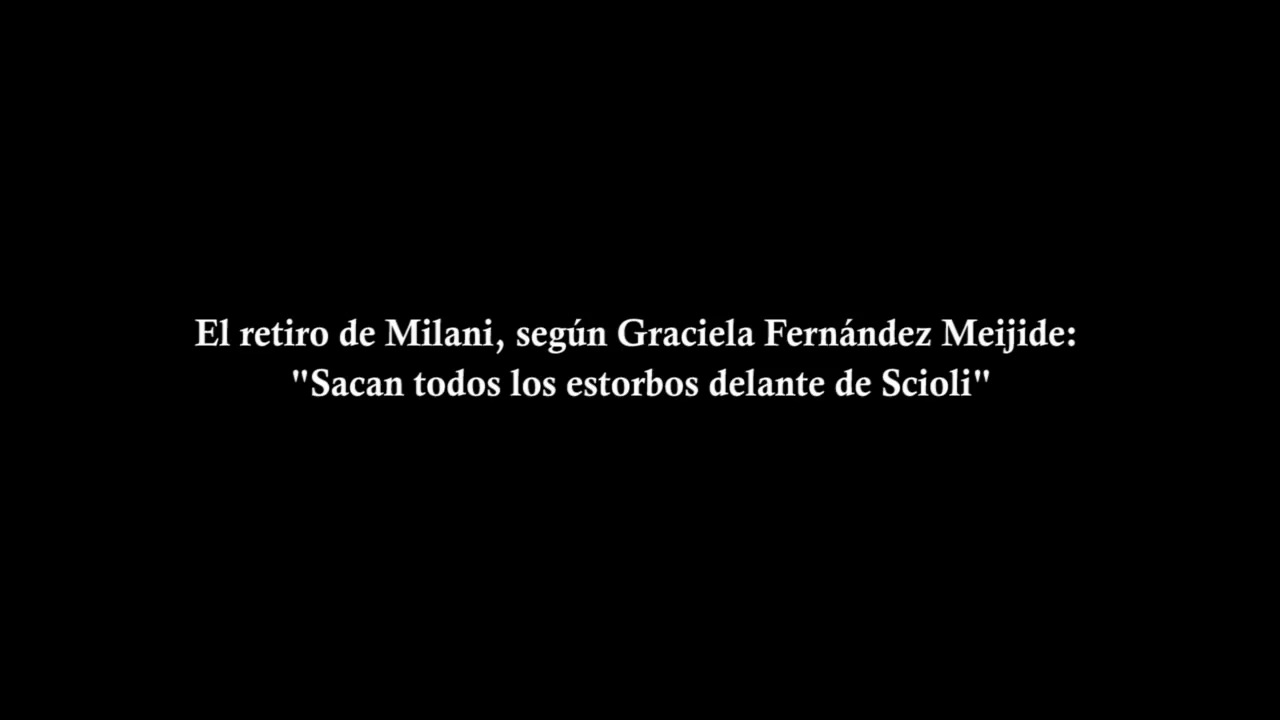 El retiro de Milani, según Graciela Fernández Meijide:
"Sacan todos los estorbos delante de Scioli"